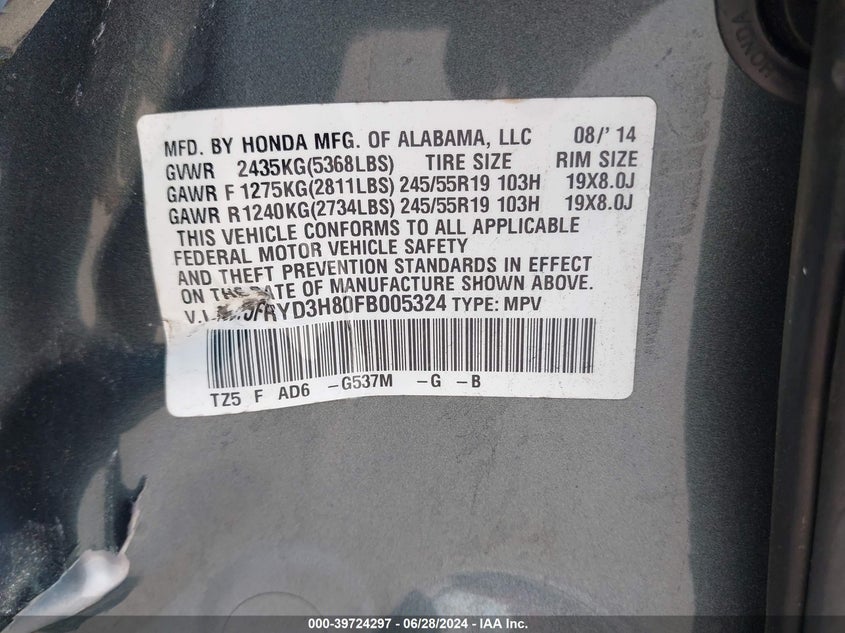 HONDA
MFD. BY HONDA MFG. OF ALABAMA, LLC 08/'14
GVWR 2435KG(5368LBS) TIRE SIZE RIM SIZE
GAWR F 1275KG(2811LBS) 245/55R19 103H 19X8.0J
GAWR R1240KG(2734LBS) 245/55R19 103H 19X8.0J
THIS VEHICLE CONFORMS TO ALL APPLICABLE
FEDERAL MOTOR VEHICLE SAFETY
AND THEFT PREVENTION STANDARDS IN EFFECT
ON THE DATE OF MANUFACTURE SHOWN ABOVE.
TYPE: MPV
TZ5 F AD6 -G537M -G -B
000-39724297 - 06/28/2024 - IAA Inc.